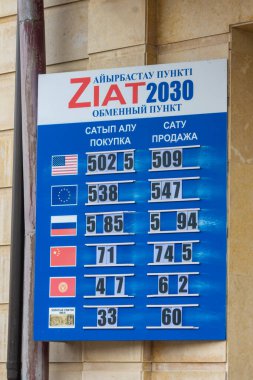 АЙЫРБАСТАУ ПУНКТІ
ZIAT2030
ОБМЕННЫЙ ПУНКТ
САТЫП АЛУ САТУ
ПОКУПКА ПРОДАЖА
502 5 509
538 547
5 85 5 94
71 74 5
4 7 6 2
33 60